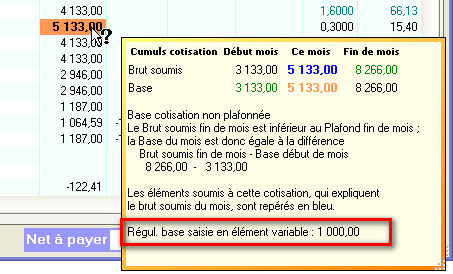 4 133,00 1,6000 66,13
5 133,00 0,3000 15,40
4 133,00
4 133,00
2 946,00
2 946,00
1 187,00
1 064,59
1 187,00
-122,41
Net à payer
Cumuls cotisation Début mois Ce mois Fin de mois
Brut soumis 3 133,00 5 133,00 8 266,00
Base 3 133,00 5 133,00 8 266,00
Base cotisation non plafonnée
Le Brut soumis fin de mois est inférieur au Plafond fin de mois ;
la Base du mois est donc égale à la différence
Brut soumis fin de mois - Base début de mois
8 266,00 - 3 133,00
Les éléments soumis à cette cotisation, qui expliquent
le brut soumis du mois, sont repérés en bleu.
Régul. base saisie en élément variable : 1 000,00